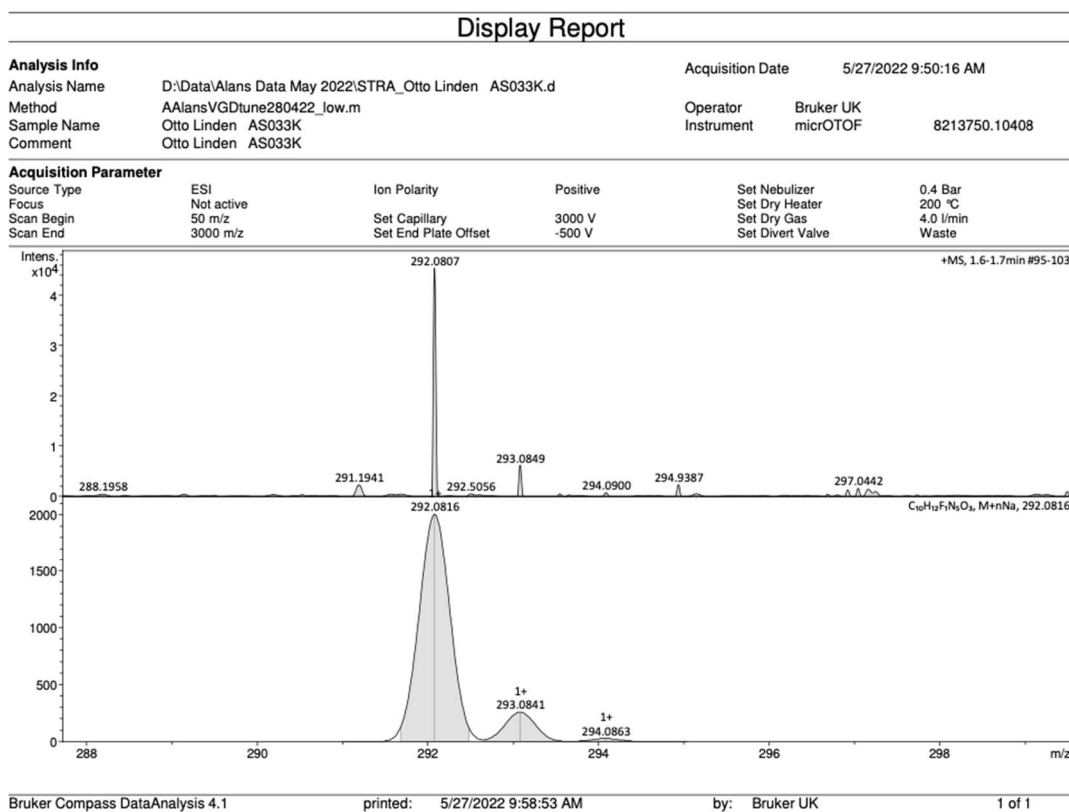 Display Report
Analysis Info
Acquisition Date 5/27/2022 9:50:16 AM
Analysis Name D:\Data\Alans Data May 2022\STRA_Otto Linden AS033K.d
Method AAlansVGDtune280422_low.m Operator Bruker UK
Sample Name Otto Linden AS033K Instrument micrOTOF 8213750.10408
Comment Otto Linden AS033K
Acquisition Parameter
Source Type ESI Ion Polarity Positive Set Nebulizer 0.4 Bar
Focus Not active Set Dry Heater 200 °C
Scan Begin 50 m/z Set Capillary 3000 V Set Dry Gas 4.0 l/min
Scan End 3000 m/z Set End Plate Offset -500 V Set Divert Valve Waste
Intens.
x10⁴
+MS, 1.6-1.7min #95-103
292.0807
4
3
2
1
0
288.1958
291.1941
292.5056
293.0849
294.0900
294.9387
297.0442
C₁₀H₁₂F₁N₅O₃, M+nNa, 292.0816
1+
292.0816
2000
1500
1000
500
0
1+
293.0841
1+
294.0863
288 290 292 294 296 298 m/z
Bruker Compass DataAnalysis 4.1 printed: 5/27/2022 9:58:53 AM by: Bruker UK 1 of 1